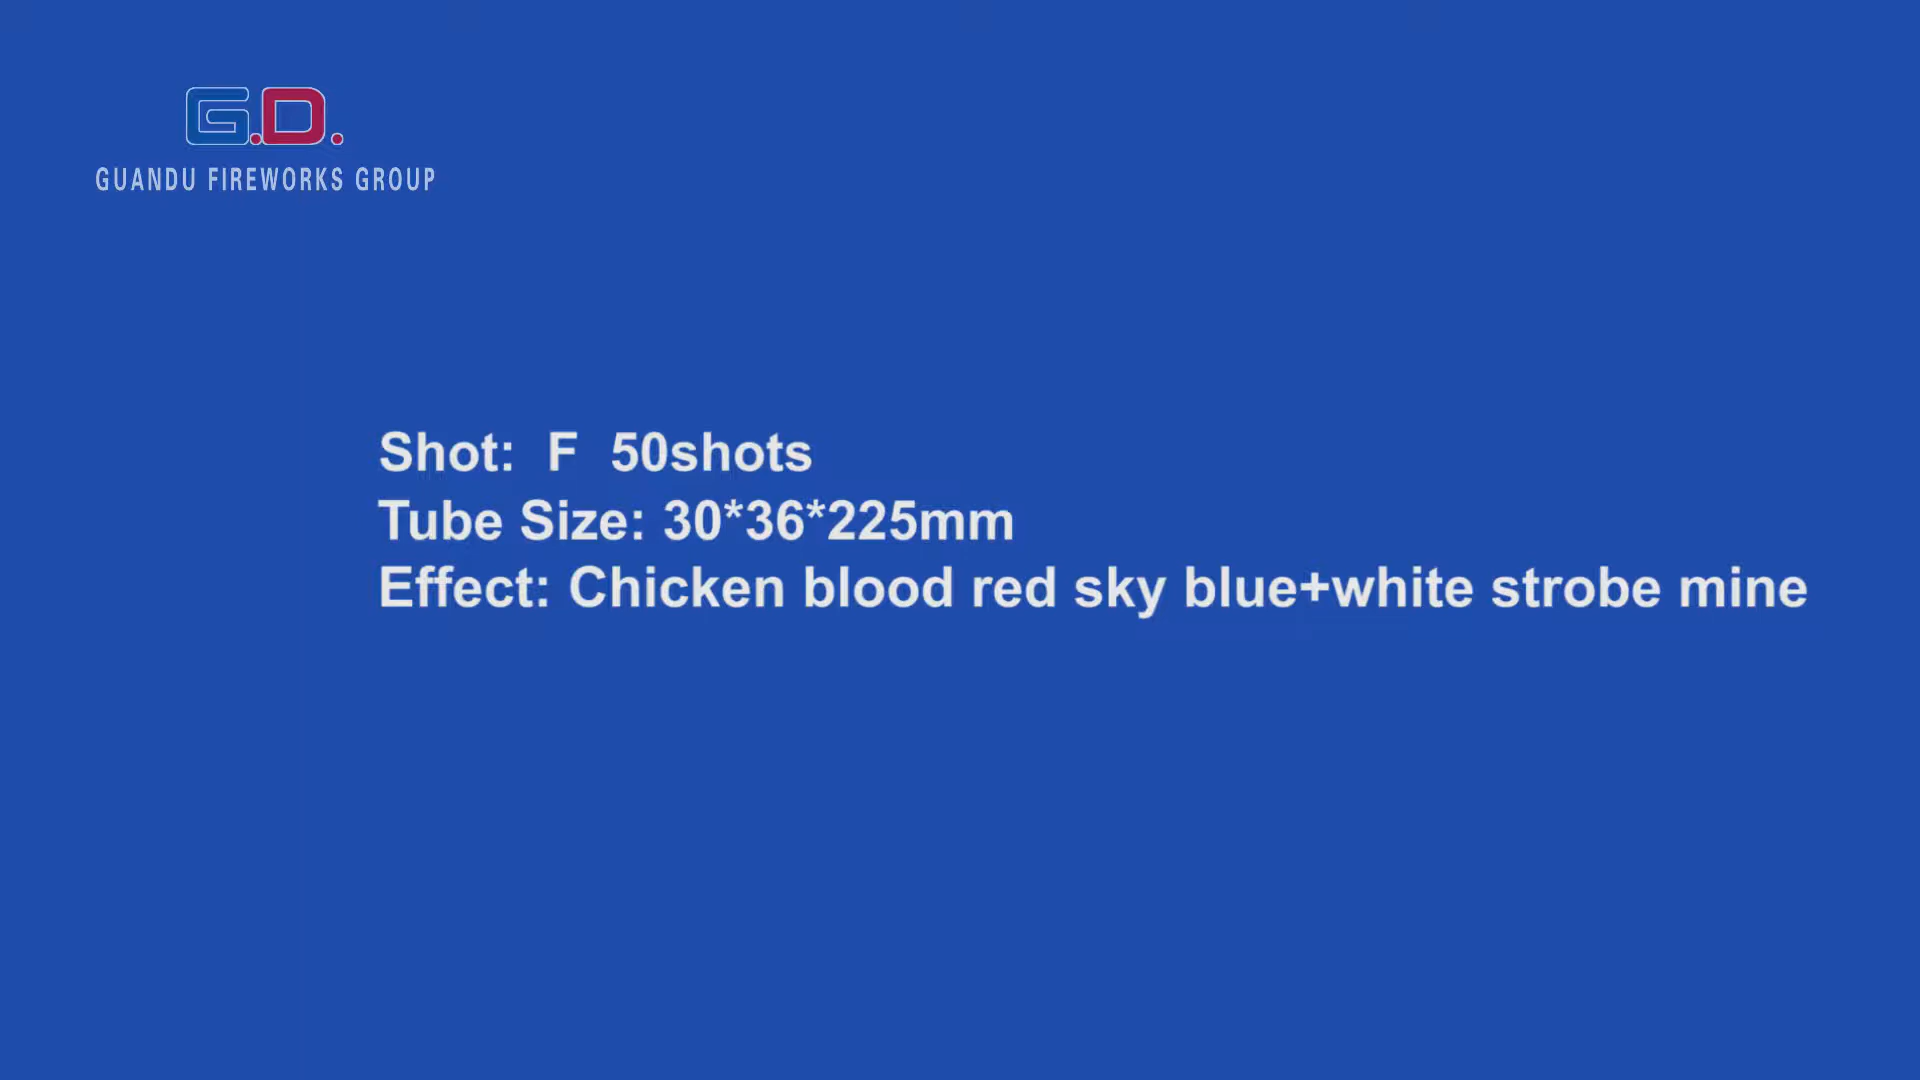 G.D.
GUANDU FIREWORKS GROUP
Shot:  F  50shots
Tube Size: 30*36*225mm
Effect: Chicken blood red sky blue+white strobe mine